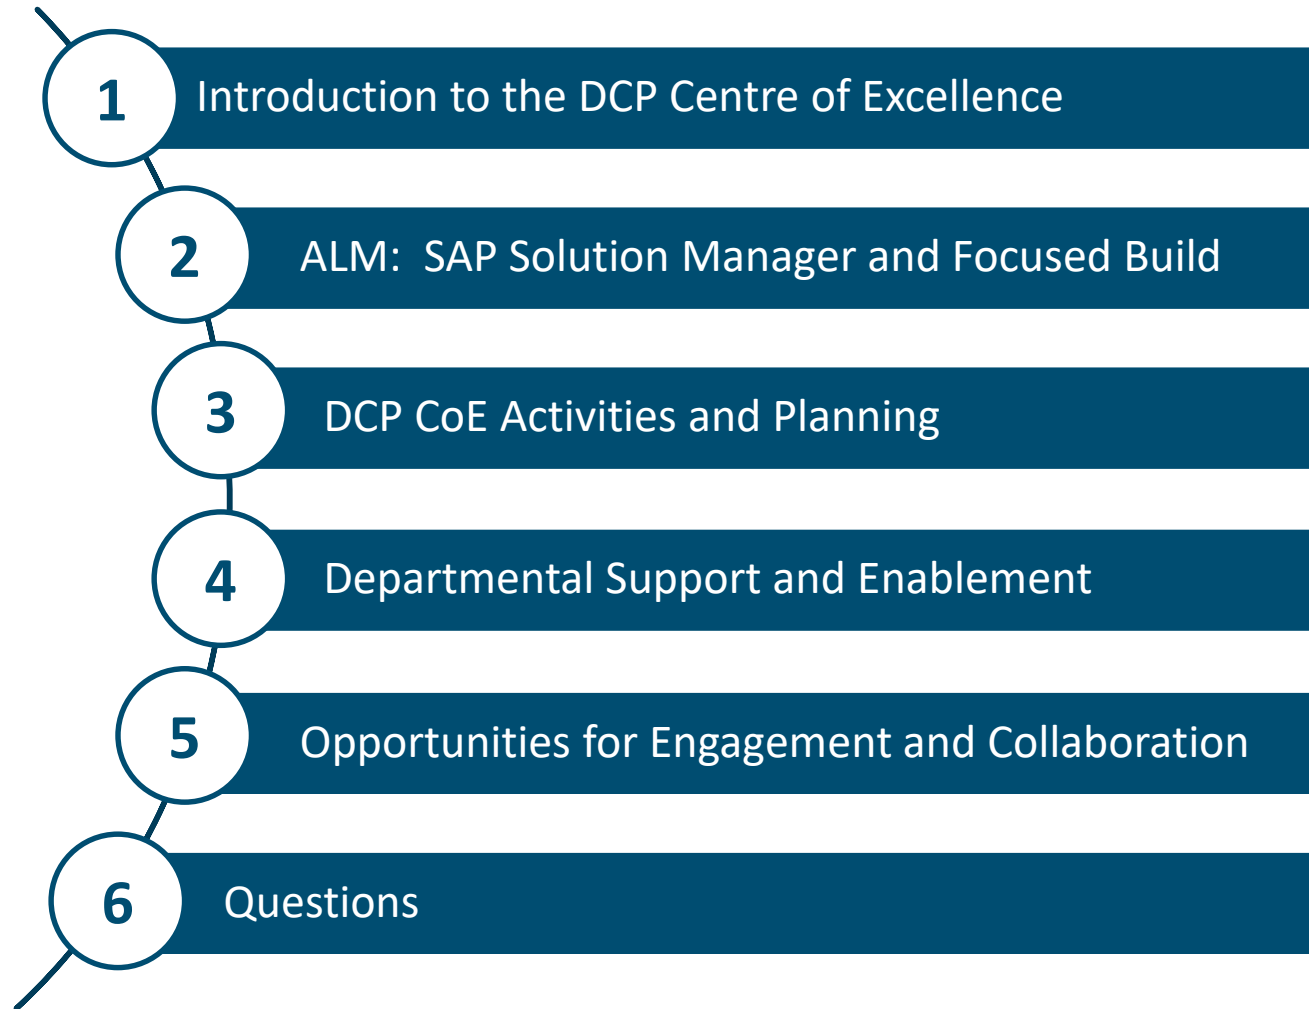 1 Introduction to the DCP Centre of Excellence
2 ALM:  SAP Solution Manager and Focused Build
3 DCP CoE Activities and Planning
4 Departmental Support and Enablement
5 Opportunities for Engagement and Collaboration
6 Questions